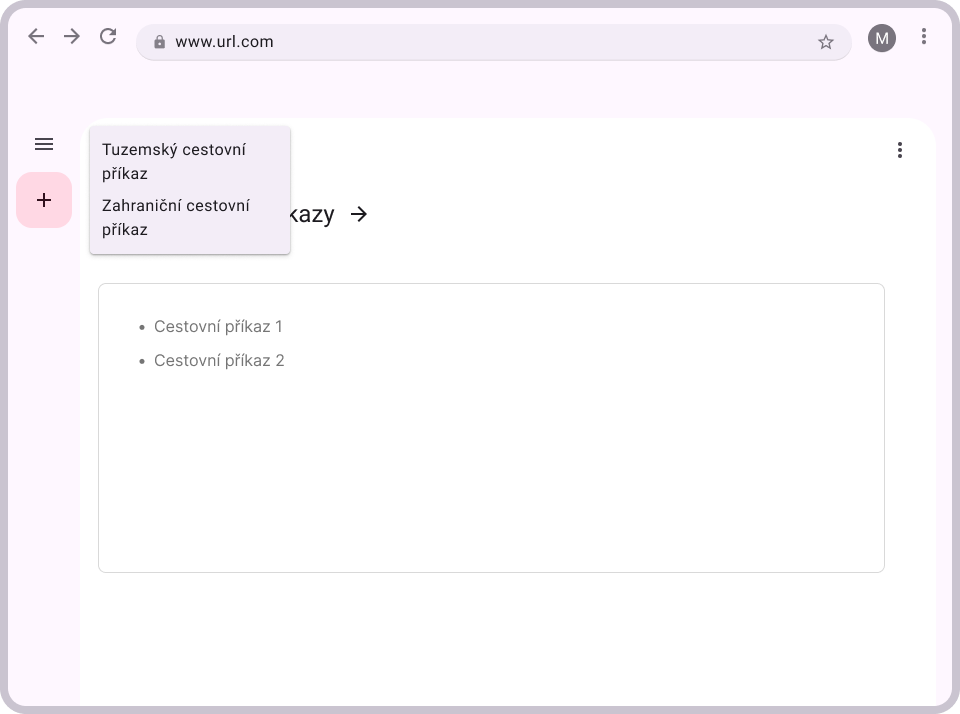 www.url.com
M
Tuzemský cestovní
příkaz
Zahraniční cestovní
příkaz
kazy
Cestovní příkaz 1
Cestovní příkaz 2